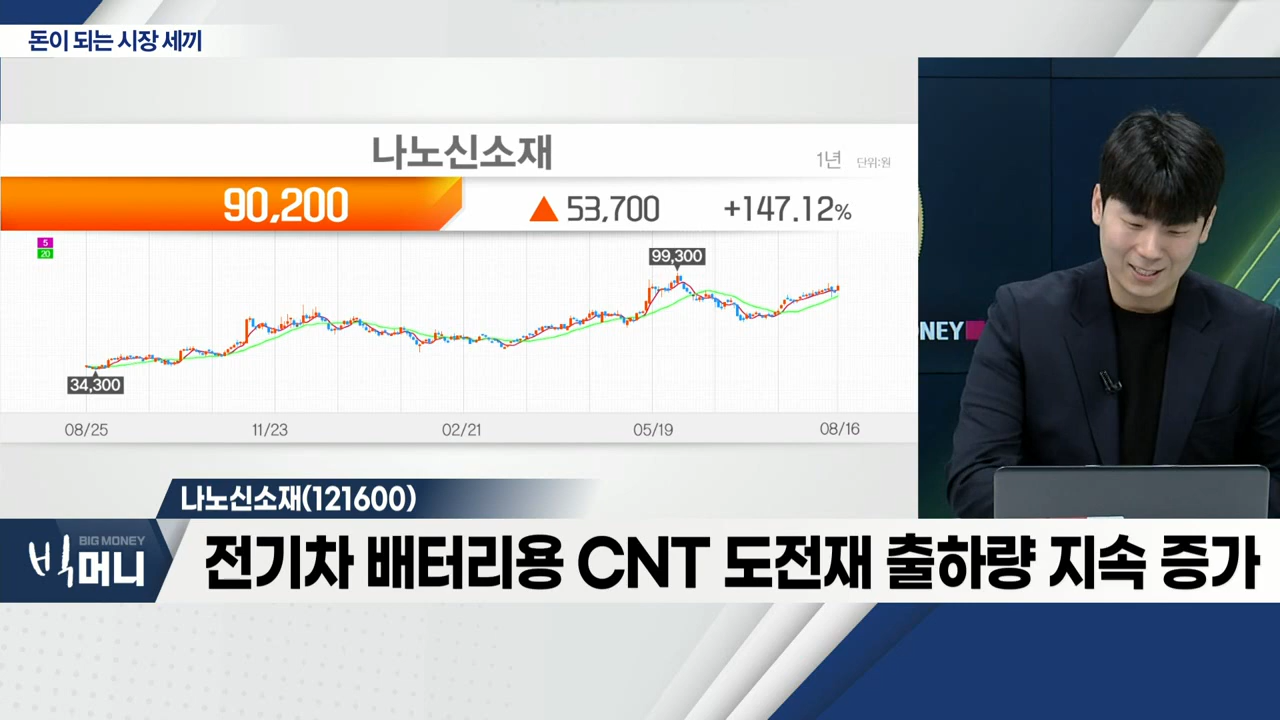 돈이 되는 시장 세끼
나노신소재
1년 단위:원
90,200 ▲ 53,700 +147.12%
5
20
99,300
34,300
08/25 11/23 02/21 05/19 08/16
NEY
나노신소재(121600)
BIG MONEY
빅머니
전기차 배터리용 CNT 도전재 출하량 지속 증가